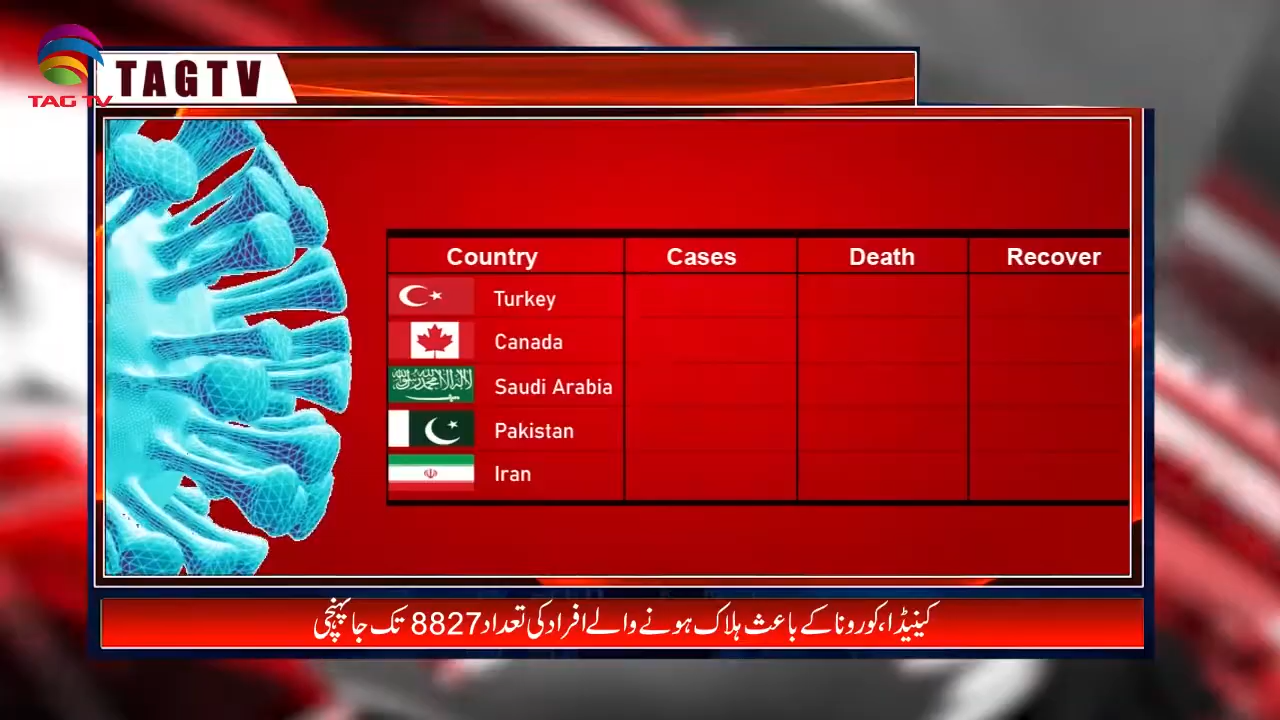 TAGTV
TAG TV
Country Cases Death Recover
Turkey
Canada
Saudi Arabia
Pakistan
Iran
کینیڈا، کورونا کے باعث ہلاک ہونے والے افراد کی تعداد 8827 تک جا پہنچی